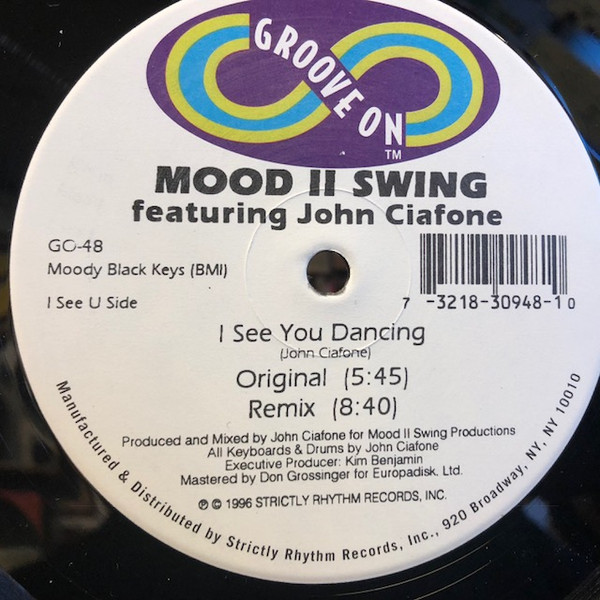 GROOVE ON
TM
MOOD II SWING
featuring John Ciafone
GO-48
Moody Black Keys (BMI)
I See U Side
7 -3218-30948-1 0
I See You Dancing
(John Ciafone)
Original (5:45)
Remix (8:40)
Produced and Mixed by John Ciafone for Mood II Swing Productions
All Keyboards & Drums by John Ciafone
Executive Producer: Kim Benjamin
Mastered by Don Grossinger for Europadisk, Ltd.
℗ © 1996 STRICTLY RHYTHM RECORDS, INC.
Manufactured & Distributed by Strictly Rhythm Records, Inc., 920 Broadway, NY, NY 10010